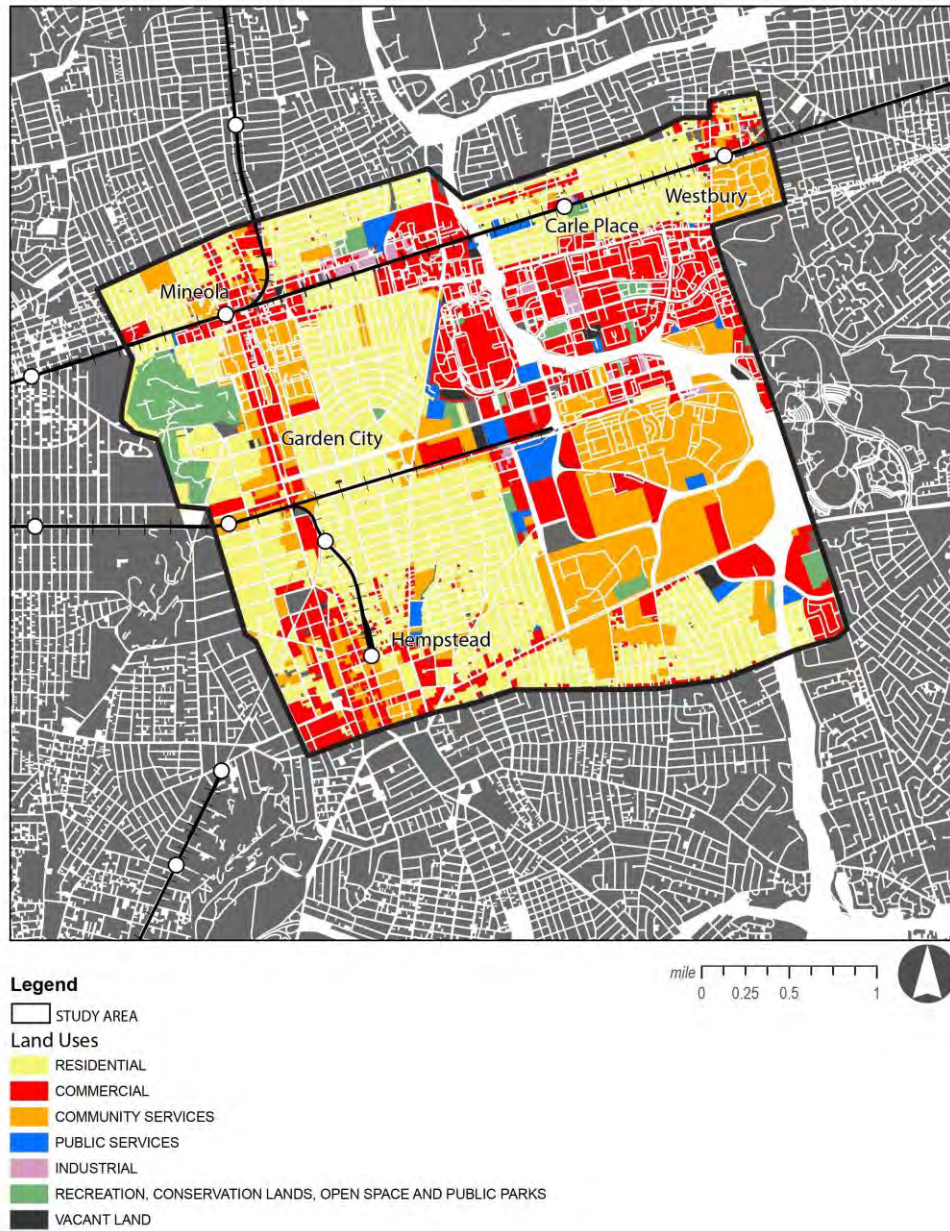 Westbury
Carle Place
Mineola
Garden City
Hempstead
Legend
STUDY AREA
Land Uses
RESIDENTIAL
COMMERCIAL
COMMUNITY SERVICES
PUBLIC SERVICES
INDUSTRIAL
RECREATION, CONSERVATION LANDS, OPEN SPACE AND PUBLIC PARKS
VACANT LAND
mile
0 0.25 0.5 1